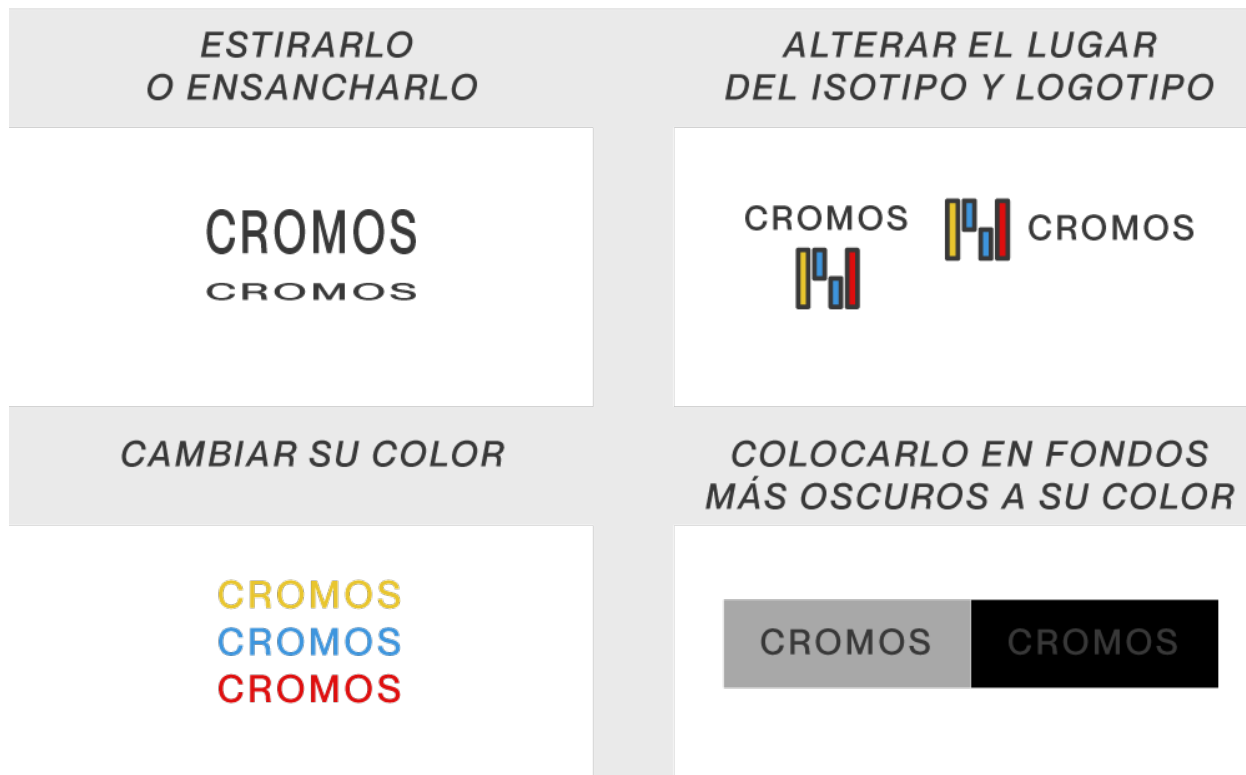 ESTIRARLO
O ENSANCHARLO
CROMOS
CROMOS
ALTERAR EL LUGAR
DEL ISOTIPO Y LOGOTIPO
CROMOS
CROMOS
CAMBIAR SU COLOR
CROMOS
CROMOS
CROMOS
COLOCARLO EN FONDOS
MÁS OSCUROS A SU COLOR
CROMOS CROMOS